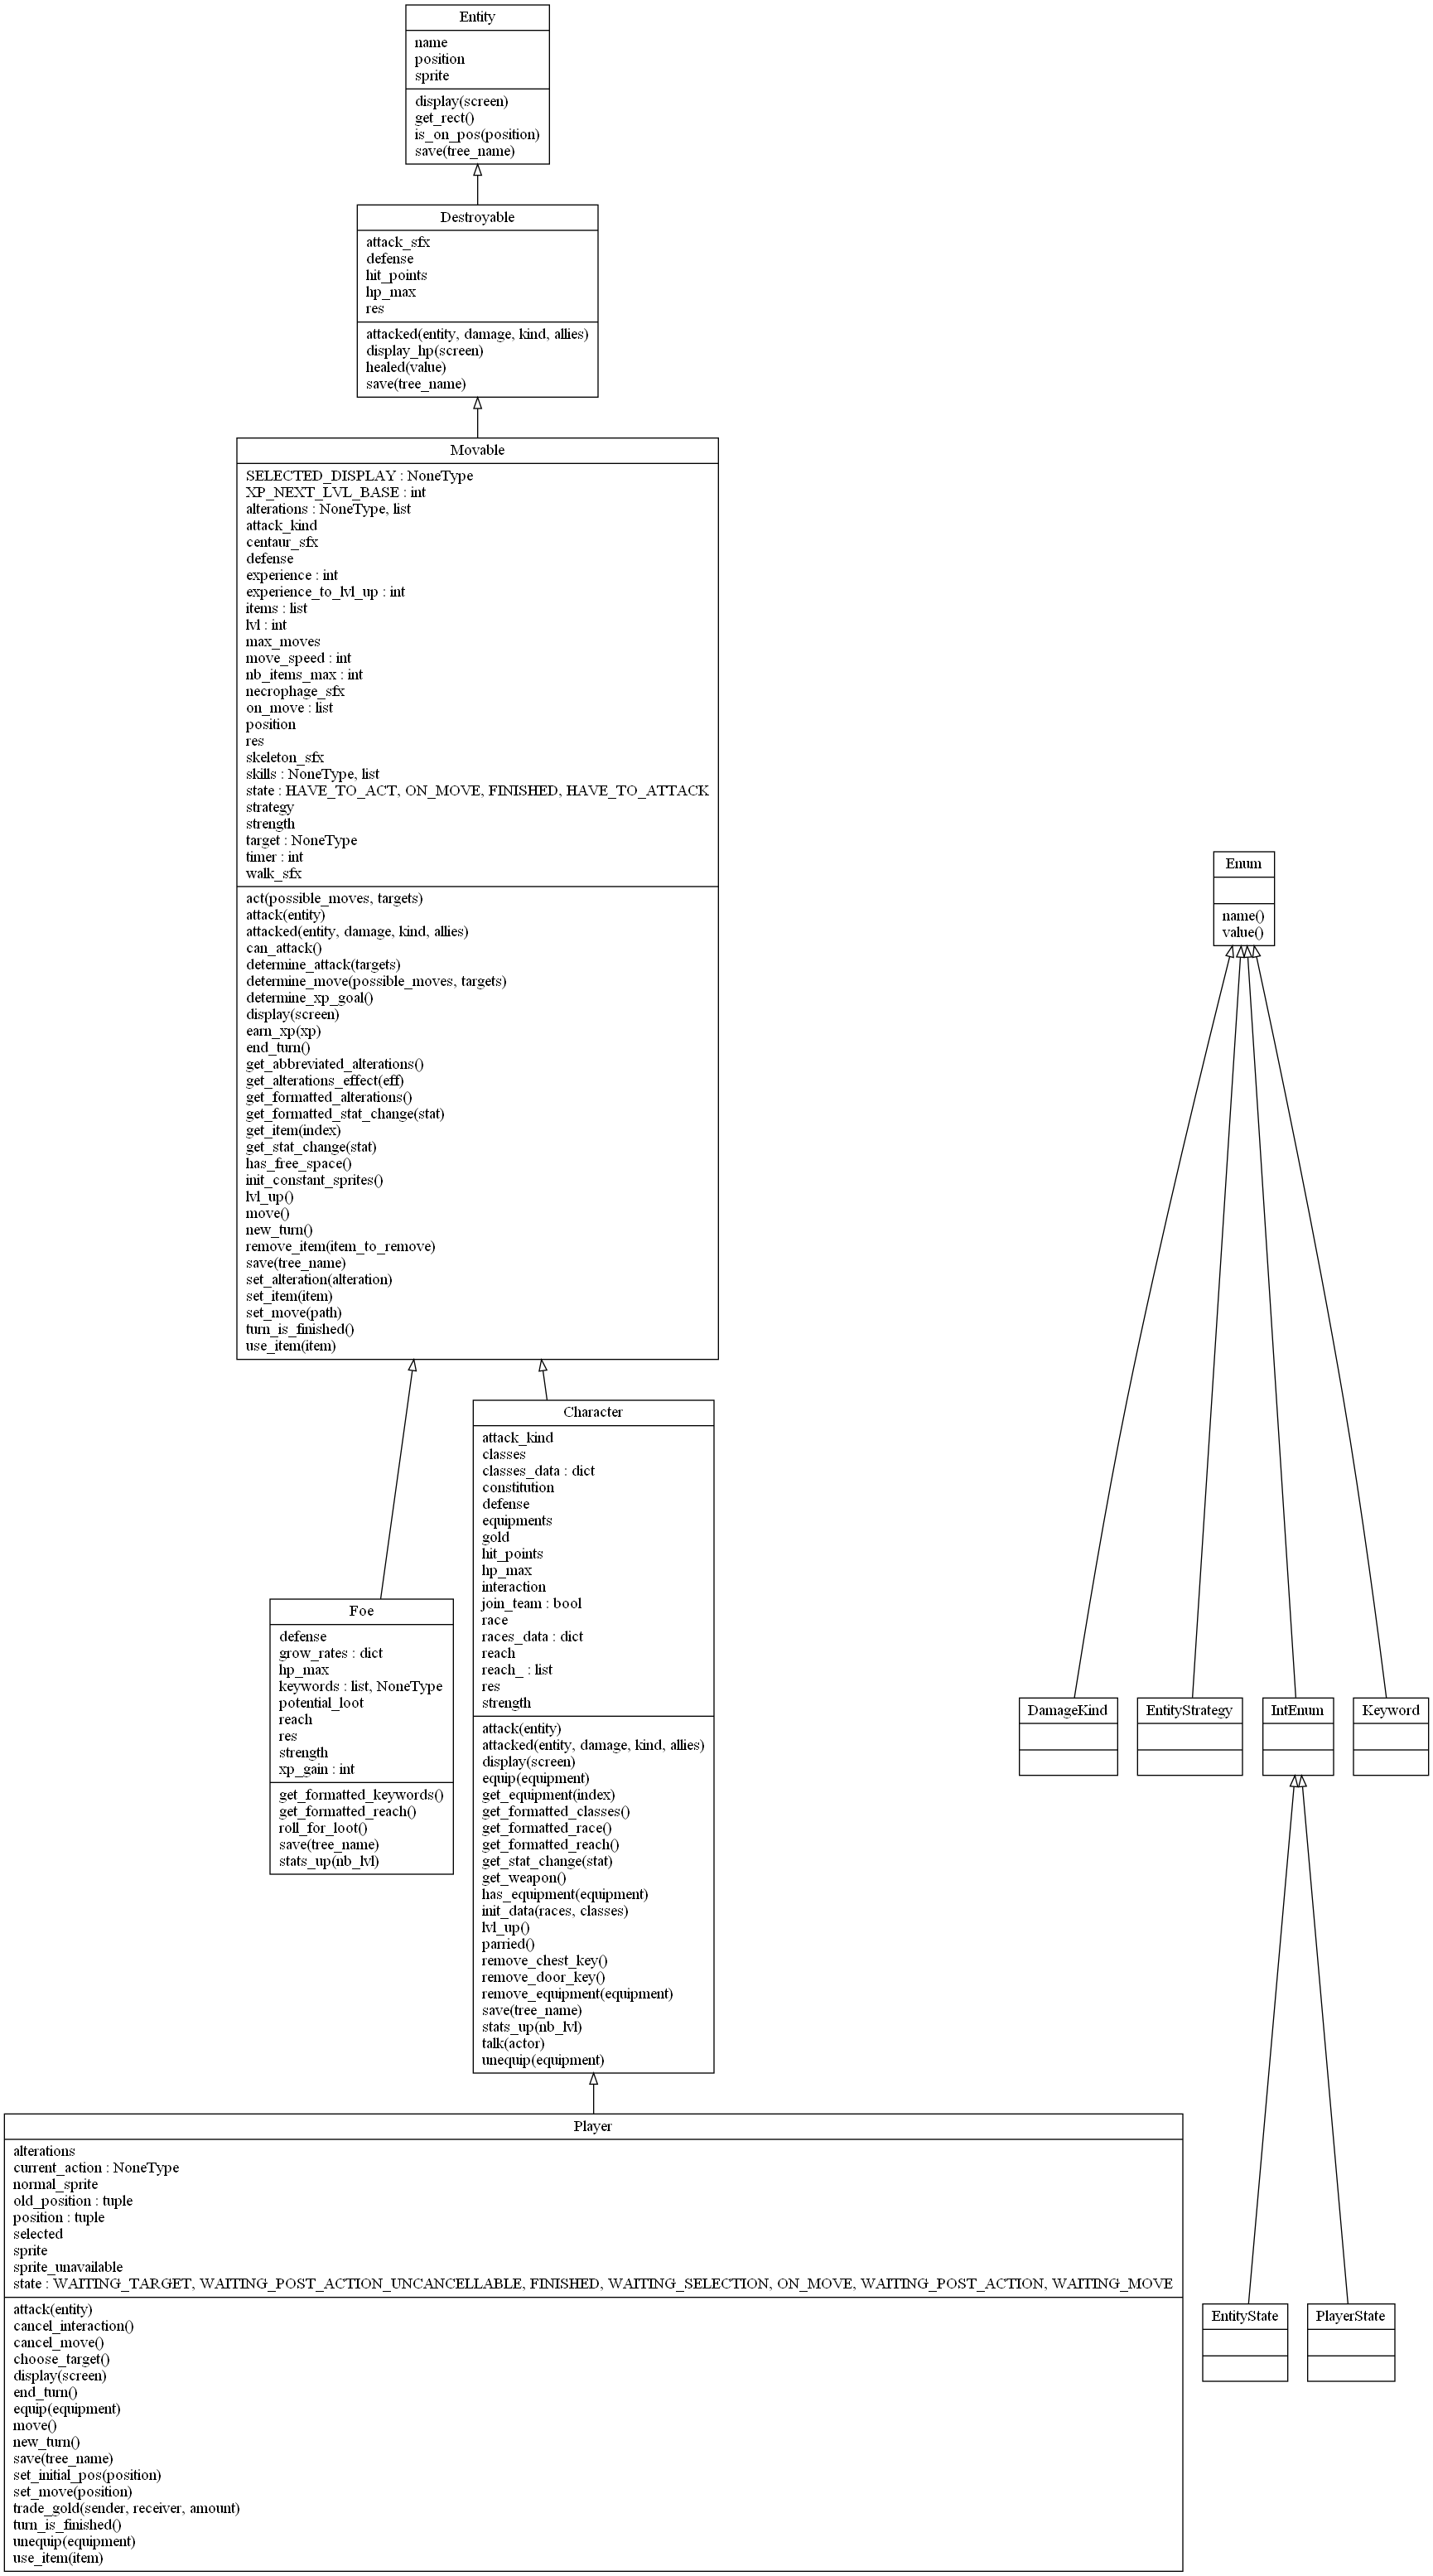 Entity
name
position
sprite
display(screen)
get_rect()
is_on_pos(position)
save(tree_name)
Destroyable
attack_sfx
defense
hit_points
hp_max
res
attacked(entity, damage, kind, allies)
display_hp(screen)
healed(value)
save(tree_name)
Movable
SELECTED_DISPLAY : NoneType
XP_NEXT_LVL_BASE : int
alterations : NoneType, list
attack_kind
centaur_sfx
defense
experience : int
experience_to_lvl_up : int
items : list
lvl : int
max_moves
move_speed : int
nb_items_max : int
necrophage_sfx
on_move : list
position
res
skeleton_sfx
skills : NoneType, list
state : HAVE_TO_ACT, ON_MOVE, FINISHED, HAVE_TO_ATTACK
strategy
strength
target : NoneType
timer : int
walk_sfx
act(possible_moves, targets)
attack(entity)
attacked(entity, damage, kind, allies)
can_attack()
determine_attack(targets)
determine_move(possible_moves, targets)
determine_xp_goal()
display(screen)
earn_xp(xp)
end_turn()
get_abbreviated_alterations()
get_alterations_effect(eff)
get_formatted_alterations()
get_formatted_stat_change(stat)
get_item(index)
get_stat_change(stat)
has_free_space()
init_constant_sprites()
lvl_up()
move()
new_turn()
remove_item(item_to_remove)
save(tree_name)
set_alteration(alteration)
set_item(item)
set_move(path)
turn_is_finished()
use_item(item)
Enum
name()
value()
Foe
defense
grow_rates : dict
hp_max
keywords : list, NoneType
potential_loot
reach
res
strength
xp_gain : int
get_formatted_keywords()
get_formatted_reach()
roll_for_loot()
save(tree_name)
stats_up(nb_lvl)
Character
attack_kind
classes
classes_data : dict
constitution
defense
equipments
gold
hit_points
hp_max
interaction
join_team : bool
race
races_data : dict
reach
reach_ : list
res
strength
attack(entity)
attacked(entity, damage, kind, allies)
display(screen)
equip(equipment)
get_equipment(index)
get_formatted_classes()
get_formatted_race()
get_formatted_reach()
get_stat_change(stat)
get_weapon()
has_equipment(equipment)
init_data(races, classes)
lvl_up()
parried()
remove_chest_key()
remove_door_key()
remove_equipment(equipment)
save(tree_name)
stats_up(nb_lvl)
talk(actor)
unequip(equipment)
DamageKind
EntityStrategy
IntEnum
Keyword
Player
alterations
current_action : NoneType
normal_sprite
old_position : tuple
position : tuple
selected
sprite
sprite_unavailable
state : WAITING_TARGET, WAITING_POST_ACTION_UNCANCELLABLE, FINISHED, WAITING_SELECTION, ON_MOVE, WAITING_POST_ACTION, WAITING_MOVE
attack(entity)
cancel_interaction()
cancel_move()
choose_target()
display(screen)
end_turn()
equip(equipment)
move()
new_turn()
save(tree_name)
set_initial_pos(position)
set_move(position)
trade_gold(sender, receiver, amount)
turn_is_finished()
unequip(equipment)
use_item(item)
EntityState
PlayerState